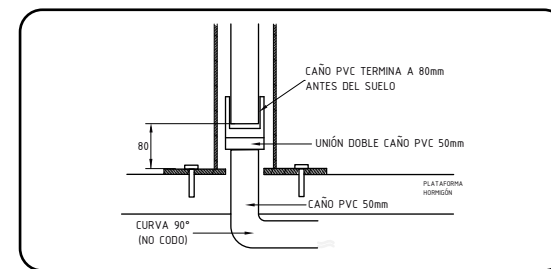 CAÑO PVC TERMINA A 80mm
ANTES DEL SUELO
80
UNIÓN DOBLE CAÑO PVC 50mm
PLATAFORMA
HORMIGÓN
CAÑO PVC 50mm
CURVA 90°
(NO CODO)